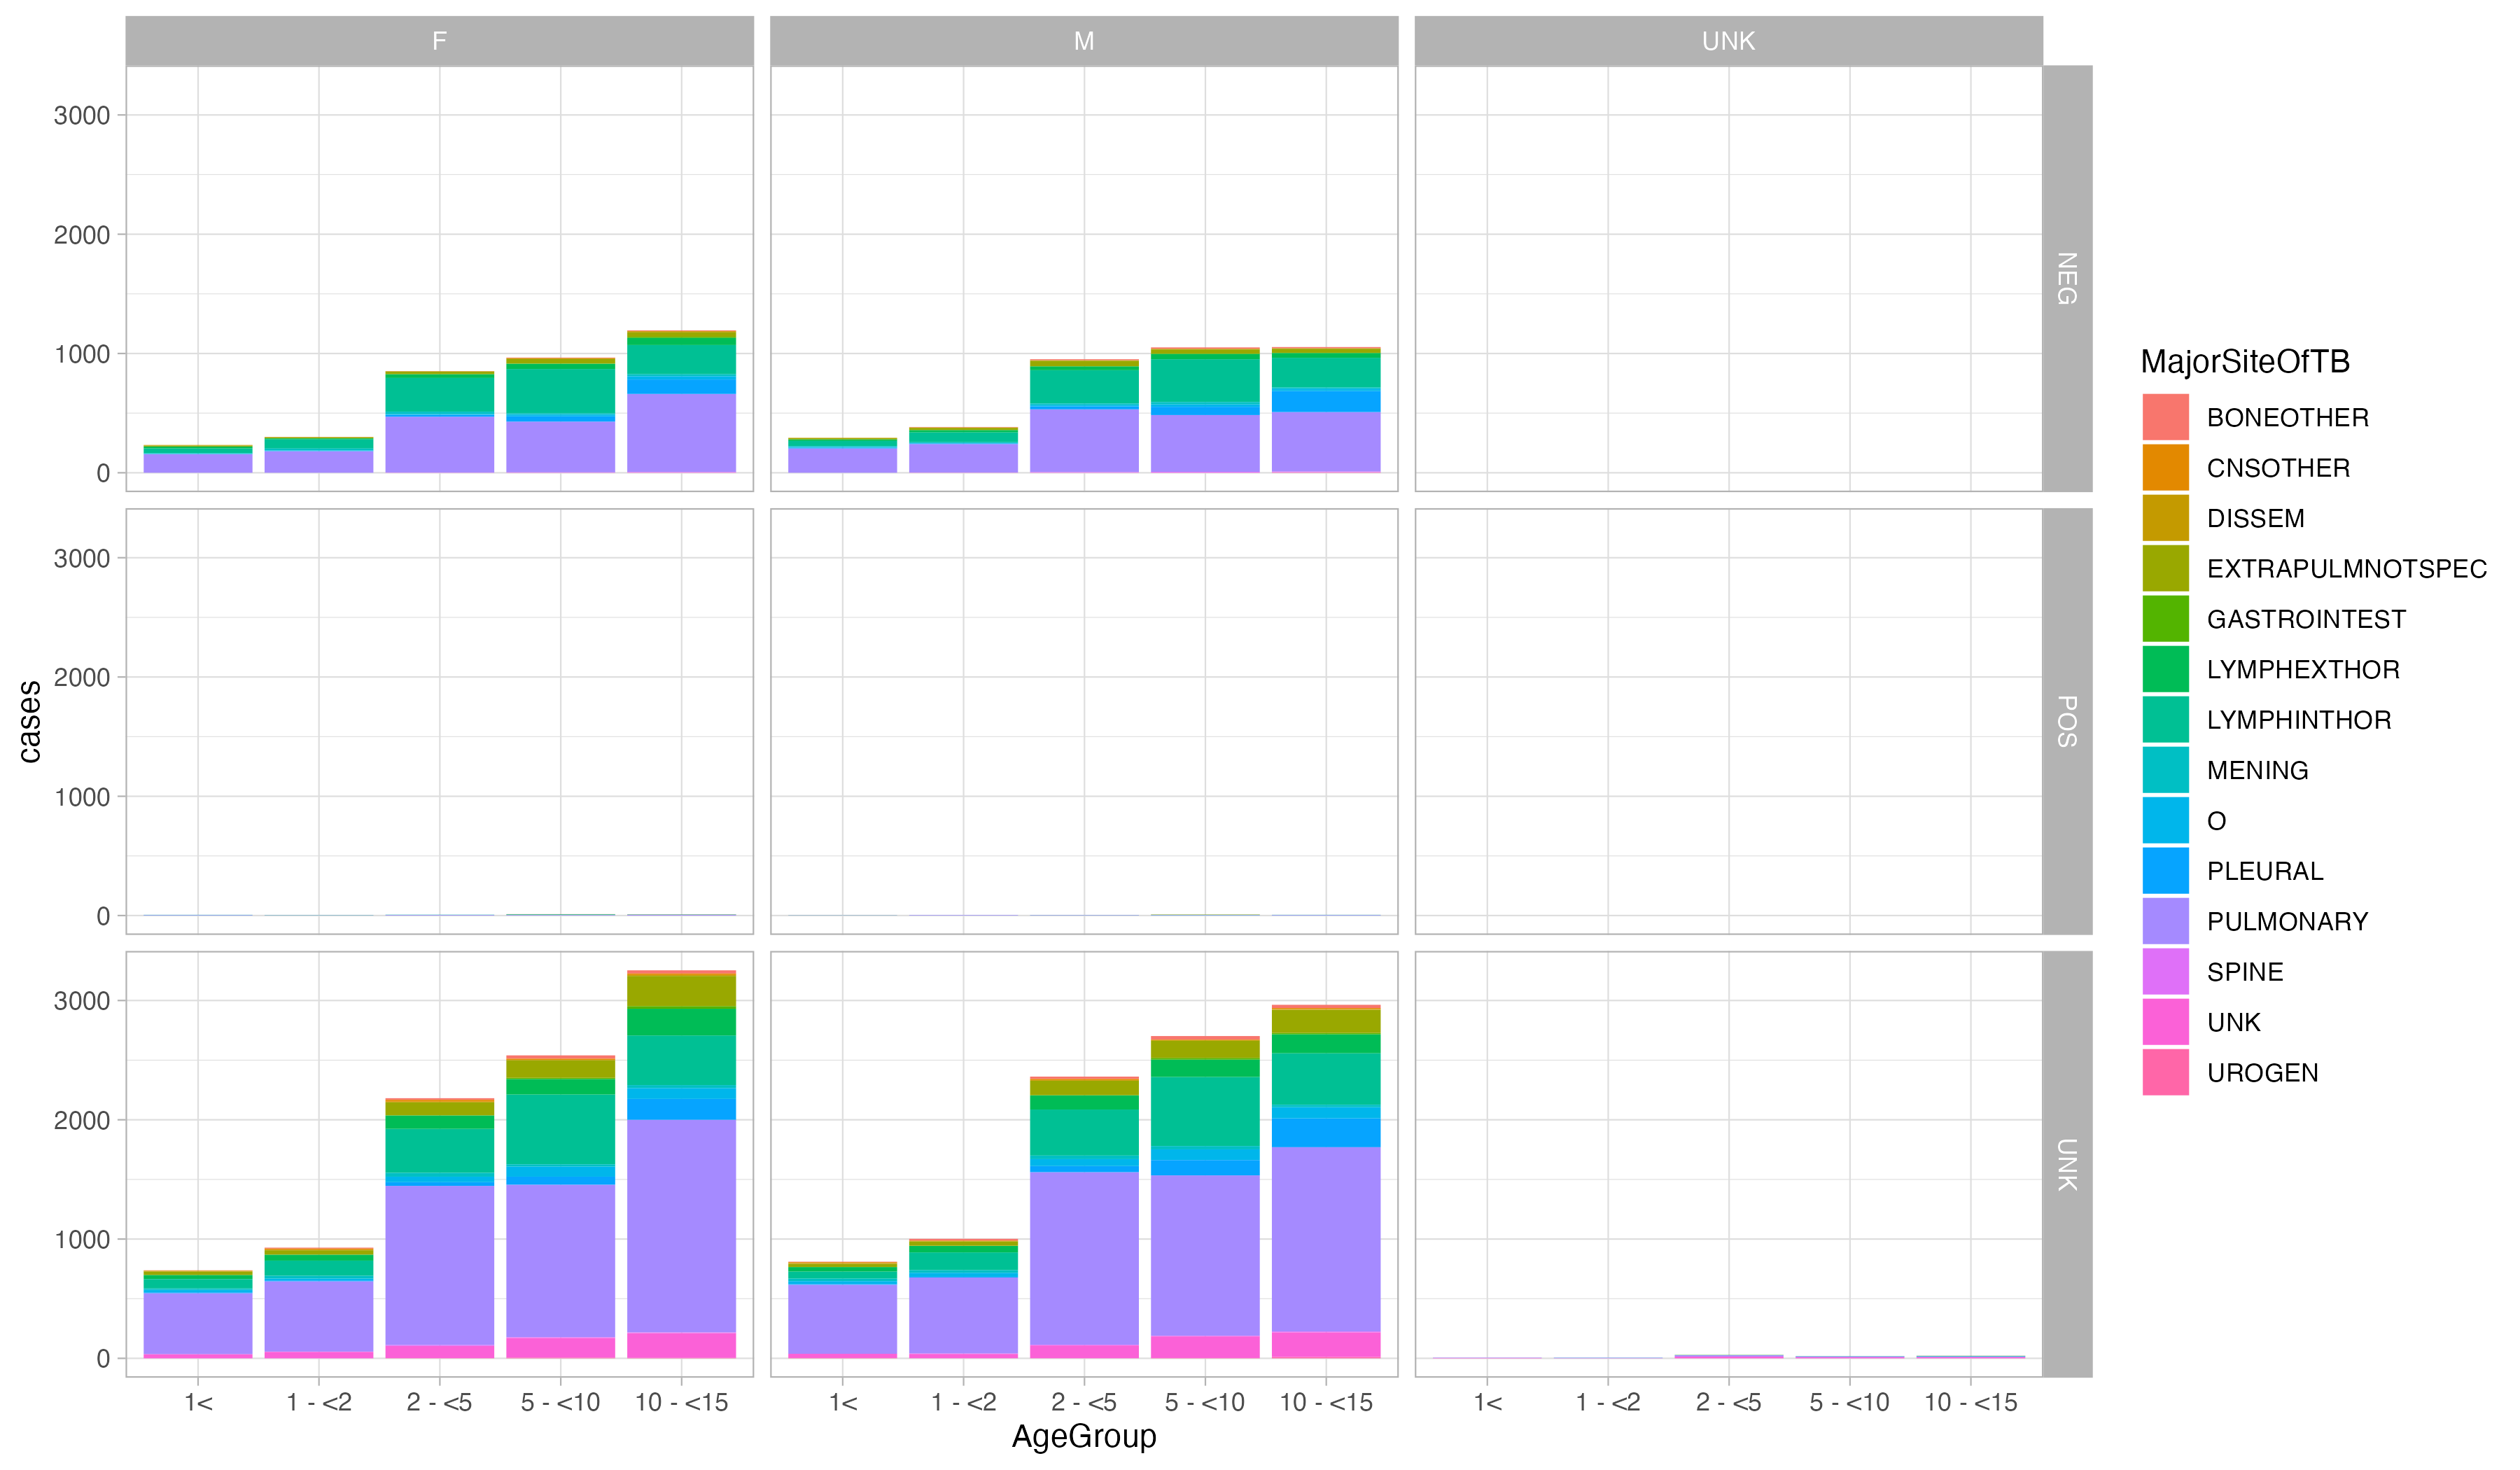 F M UNK
3000
2000
1000
0
NEG
3000
2000
1000
0
POS
3000
2000
1000
0
UNK
1< 1 - <2 2 - <5 5 - <10 10 - <15 1< 1 - <2 2 - <5 5 - <10 10 - <15 1< 1 - <2 2 - <5 5 - <10 10 - <15
AgeGroup
cases
MajorSiteOfTB
BONEOTHER
CNSOTHER
DISSEM
EXTRAPULMNOTSPEC
GASTROINTEST
LYMPHEXTHOR
LYMPHINTHOR
MENING
O
PLEURAL
PULMONARY
SPINE
UNK
UROGEN